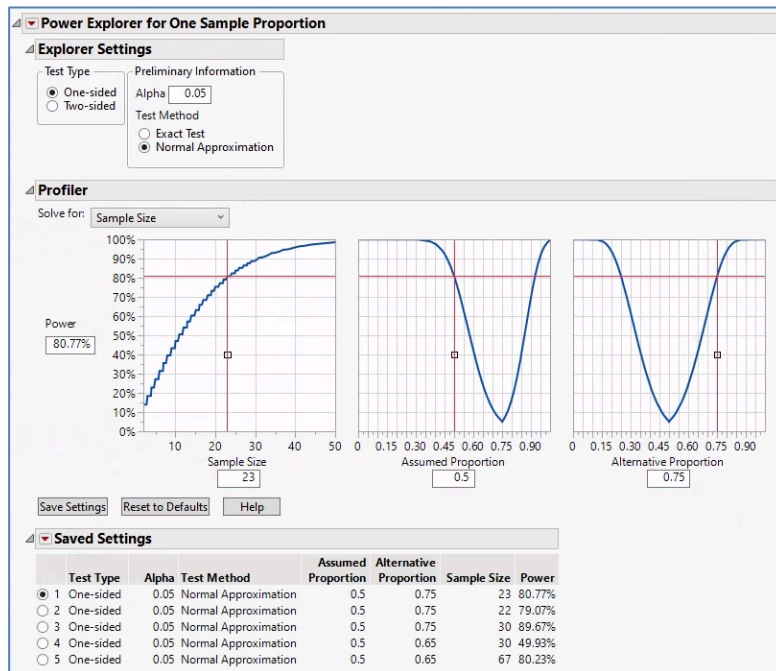 Power Explorer for One Sample Proportion
Explorer Settings
Test Type
One-sided
Two-sided
Preliminary Information
Alpha 0.05
Test Method
Exact Test
Normal Approximation
Profiler
Solve for: Sample Size
Power
80.77%
100%
90%
80%
70%
60%
50%
40%
30%
20%
10%
0%
10 20 30 40 50
Sample Size
23
0 0.15 0.30 0.45 0.60 0.75 0.90
Assumed Proportion
0.5
0 0.15 0.30 0.45 0.60 0.75 0.90
Alternative Proportion
0.75
Save Settings Reset to Defaults Help
Saved Settings
Assumed Alternative
Test Type Alpha Test Method Proportion Proportion Sample Size Power
1 One-sided 0.05 Normal Approximation 0.5 0.75 23 80.77%
2 One-sided 0.05 Normal Approximation 0.5 0.75 22 79.07%
3 One-sided 0.05 Normal Approximation 0.5 0.75 30 89.67%
4 One-sided 0.05 Normal Approximation 0.5 0.65 30 49.93%
5 One-sided 0.05 Normal Approximation 0.5 0.65 67 80.23%